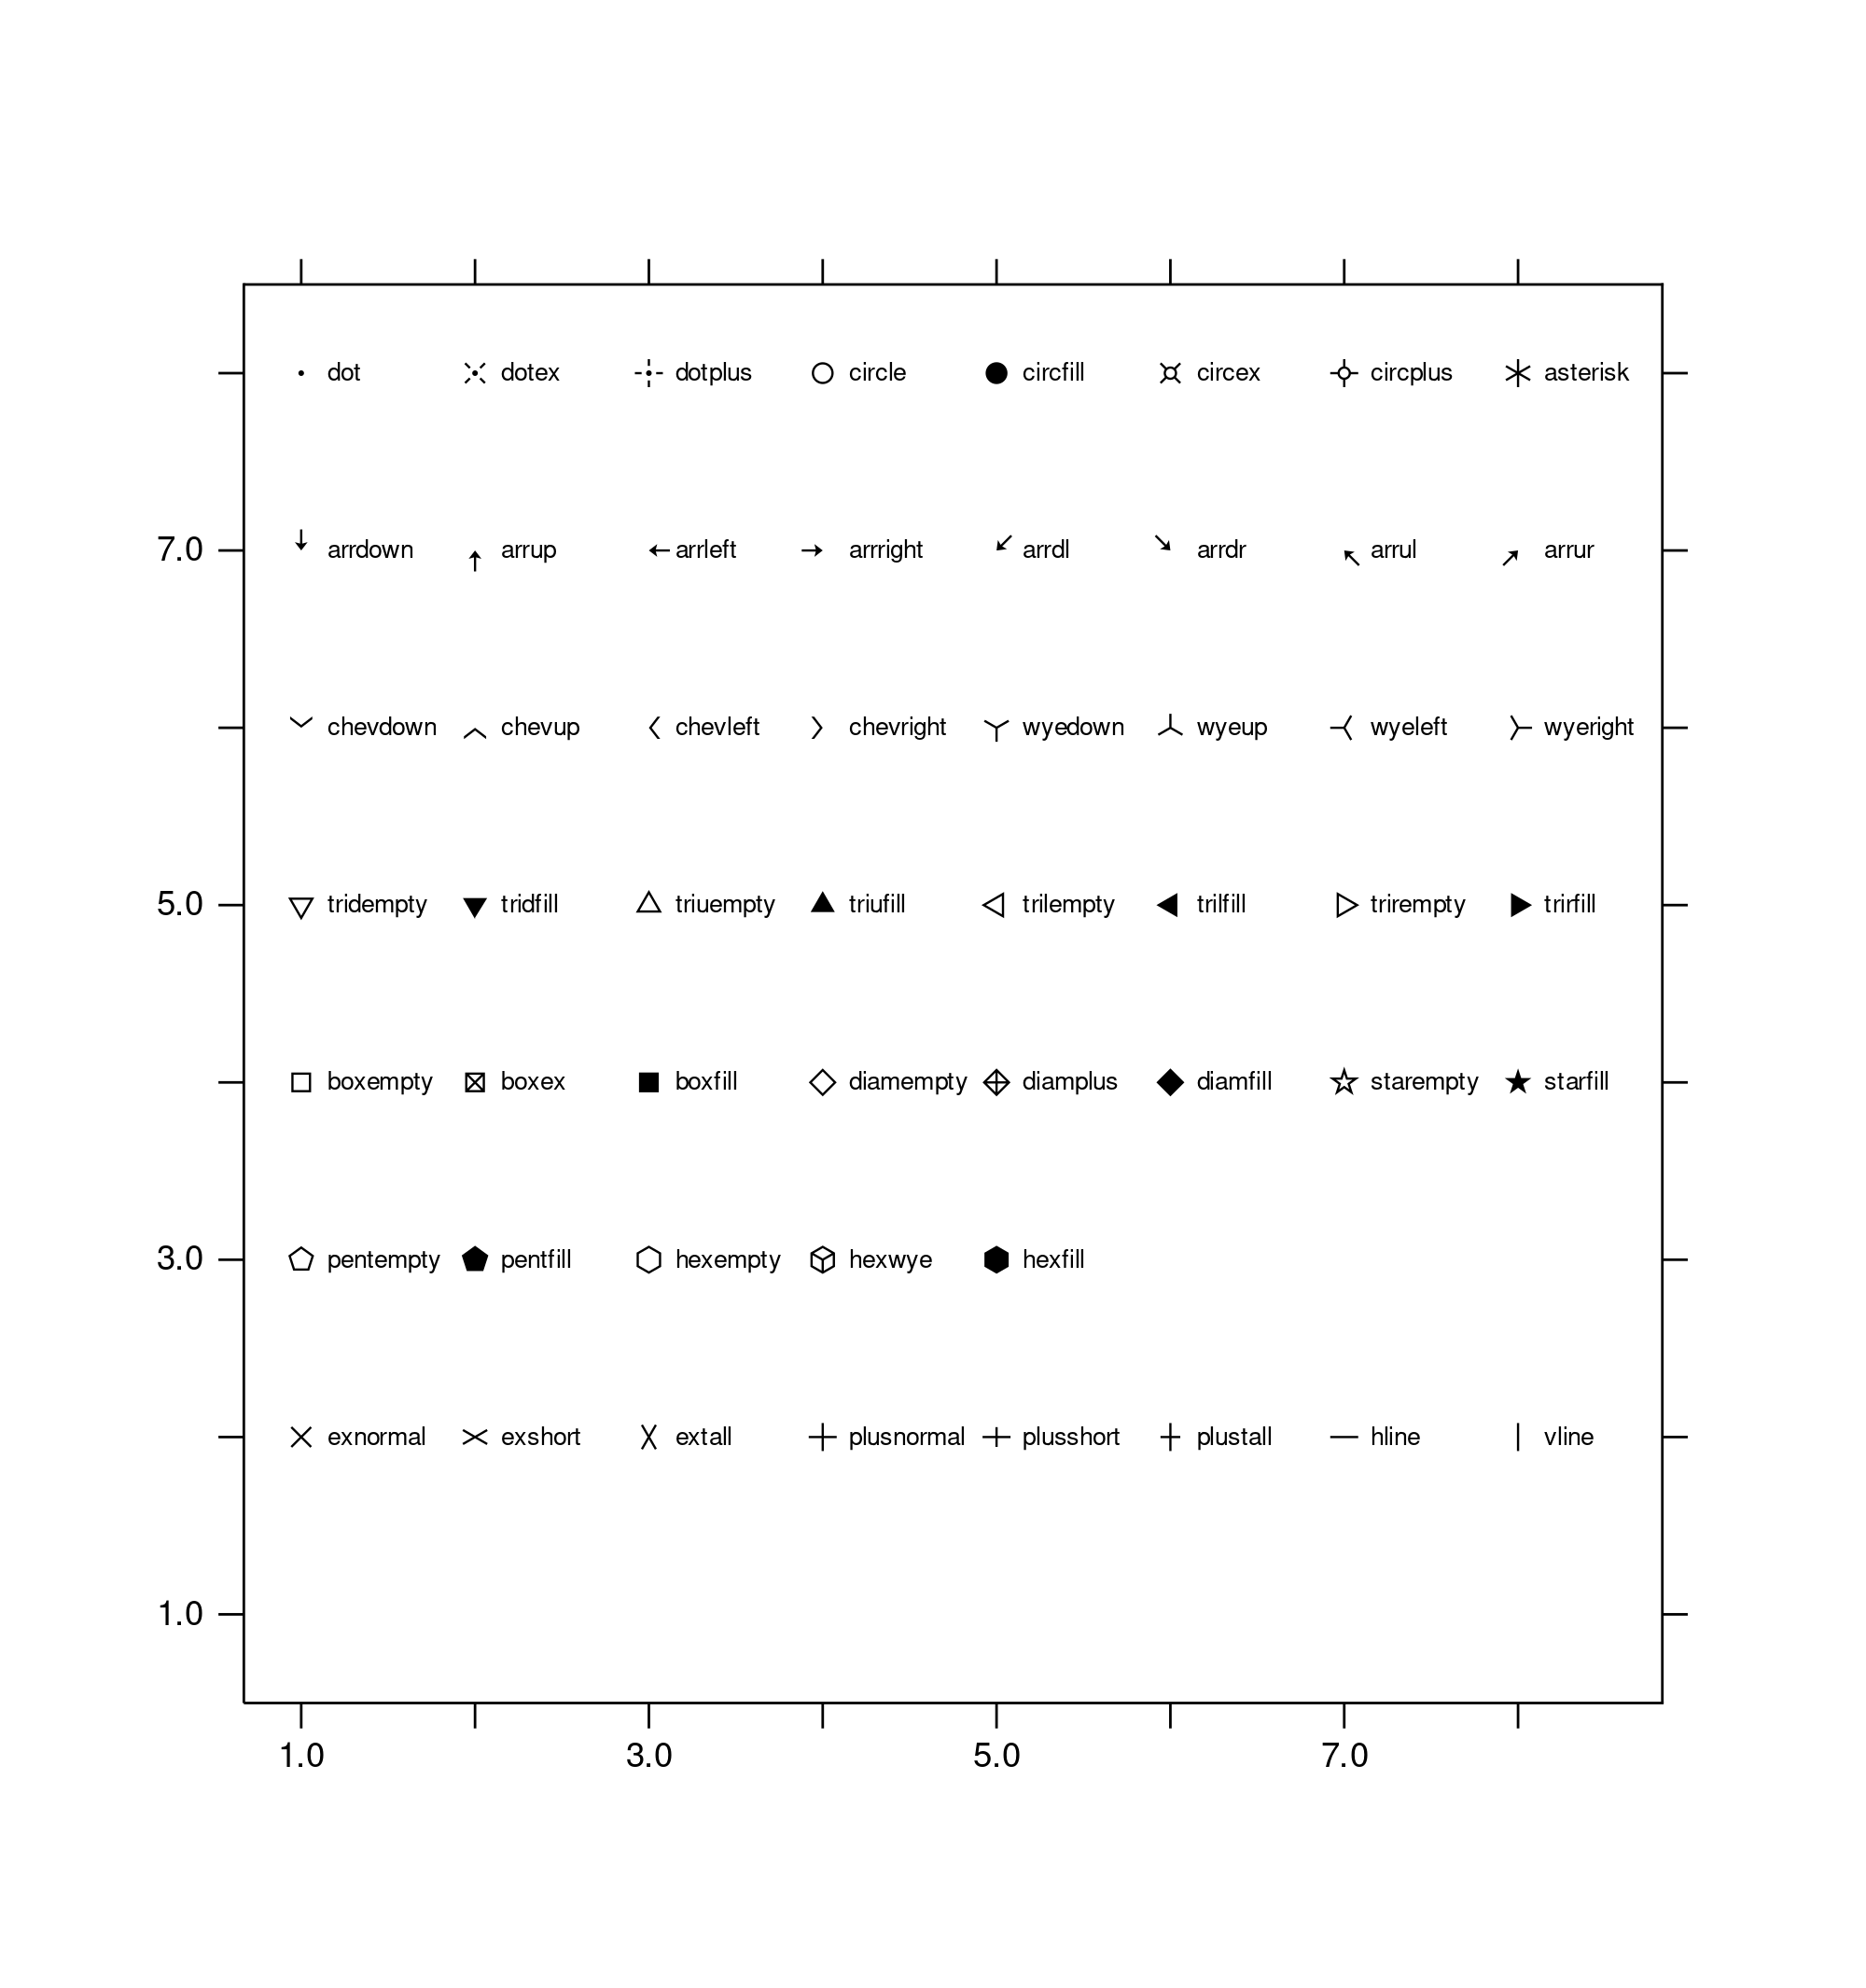 dot dotex dotplus circle circfill circex circplus asterisk
7.0 arrdown arrup arrleft arrright arrdl arrdr arrul arrur
chevdown chevup chevleft chevright wyedown wyeup wyeleft wyeright
5.0 tridempty tridfill triuempty triufill trilempty trilfill trirempty trirfill
boxempty boxex boxfill diamempty diamplus diamfill starempty starfill
3.0 pentempty pentfill hexempty hexwye hexfill
exnormal exshort extall plusnormal plusshort plustall hline vline
1.0
1.0 3.0 5.0 7.0